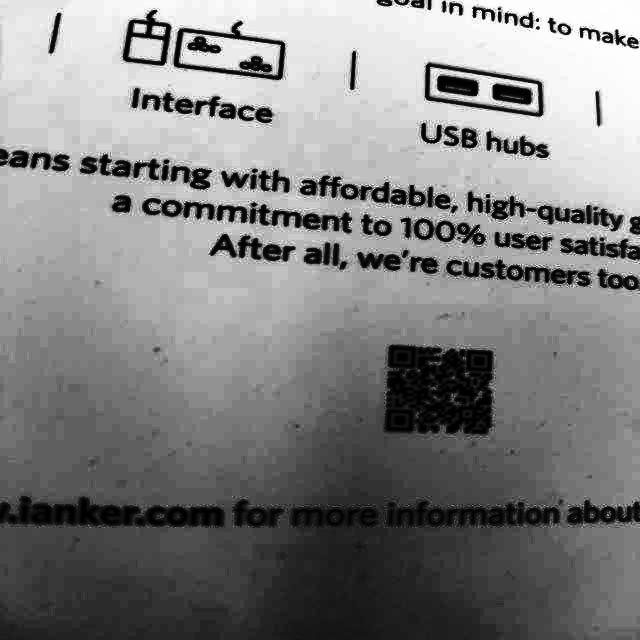 goal in mind: to make
Interface
USB hubs
eans starting with affordable, high-quality g
a commitment to 100% user satisfa
After all, we're customers too
.ianker.com for more information about